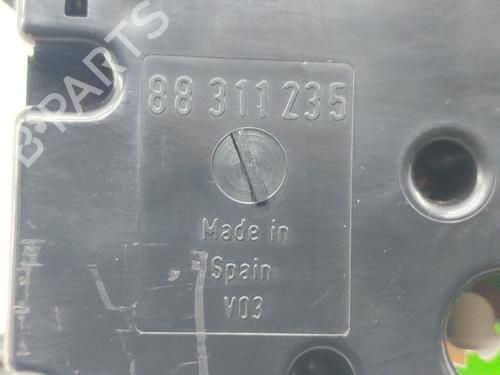 B-PARTS
88 311 235
Made in
Spain
V03